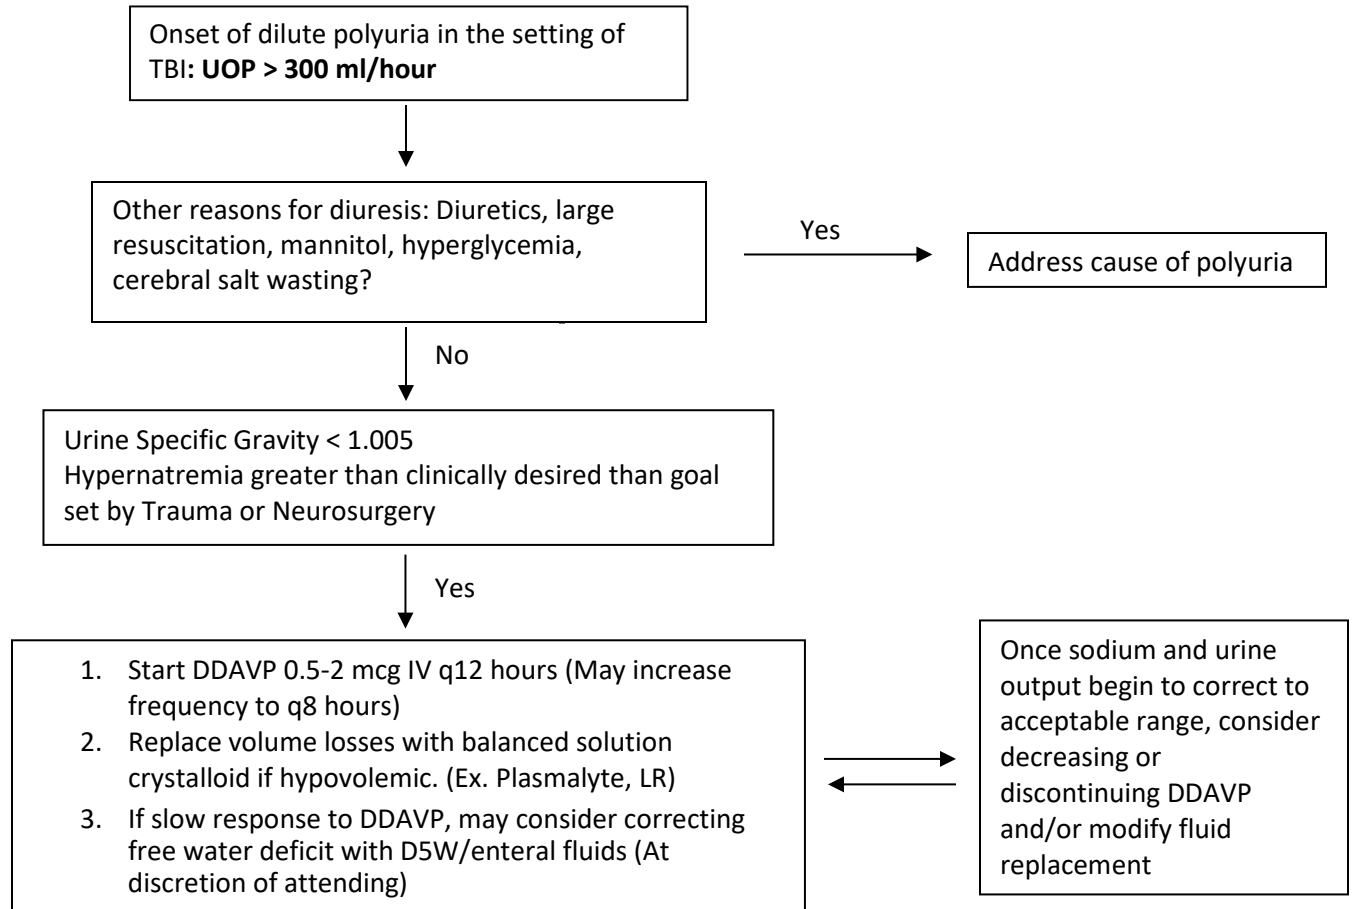 Onset of dilute polyuria in the setting of
TBI: UOP > 300 ml/hour
Other reasons for diuresis: Diuretics, large
resuscitation, mannitol, hyperglycemia,
cerebral salt wasting?
Yes
Address cause of polyuria
No
Urine Specific Gravity < 1.005
Hypernatremia greater than clinically desired than goal
set by Trauma or Neurosurgery
Yes
1. Start DDAVP 0.5-2 mcg IV q12 hours (May increase
frequency to q8 hours)
2. Replace volume losses with balanced solution
crystalloid if hypovolemic. (Ex. Plasmalyte, LR)
3. If slow response to DDAVP, may consider correcting
free water deficit with D5W/enteral fluids (At
discretion of attending)
Once sodium and urine
output begin to correct to
acceptable range, consider
decreasing or
discontinuing DDAVP
and/or modify fluid
replacement